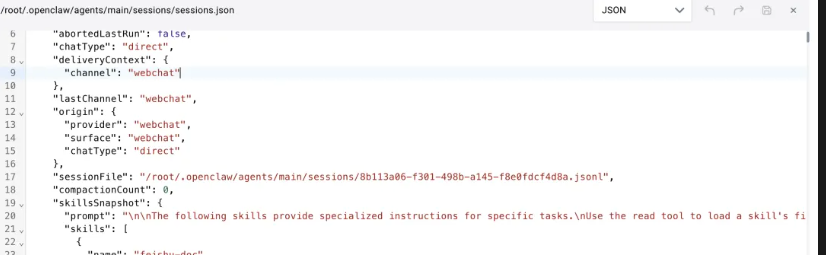 /root/.openclaw/agents/main/sessions/sessions.json
JSON
6 "abortedLastRun": false,
7 "chatType": "direct",
8 "deliveryContext": {
9 "channel": "webchat"
10 },
11 "lastChannel": "webchat",
12 "origin": {
13 "provider": "webchat",
14 "surface": "webchat",
15 "chatType": "direct"
16 },
17 "sessionFile": "/root/.openclaw/agents/main/sessions/8b113a06-f301-498b-a145-f8e0fdcf4d8a.jsonl",
18 "compactionCount": 0,
19 "skillsSnapshot": {
20 "prompt": "\n\nThe following skills provide specialized instructions for specific tasks.\nUse the read tool to load a skill's fi
21 "skills": [
22 {
23 "name": "feishu-doc"